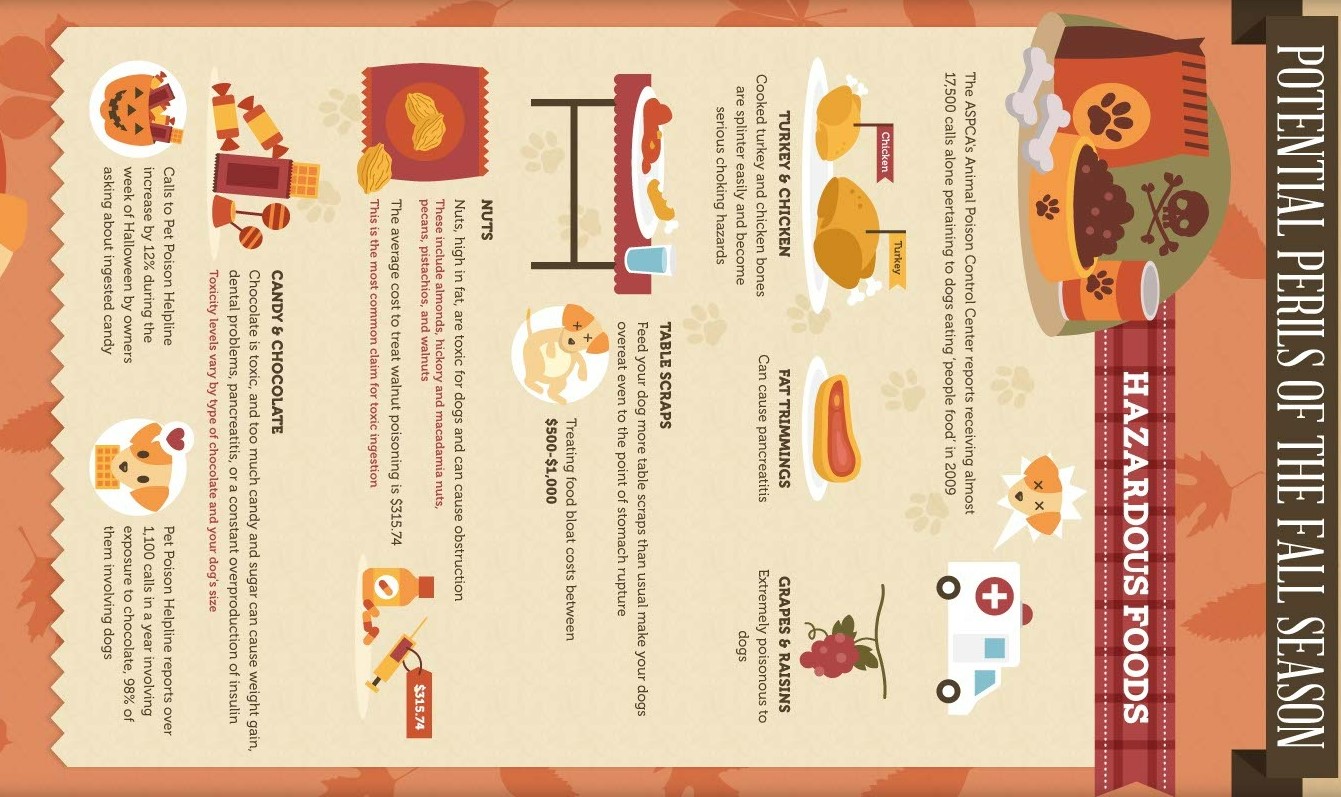 POTENTIAL PERILS OF THE FALL SEASON
HAZARDOUS FOODS
The ASPCA's Animal Poison Control Center reports receiving almost
17,500 calls alone pertaining to dogs eating 'people food' in 2009
Chicken
Turkey
TURKEY & CHICKEN
Cooked turkey and chicken bones
are splinter easily and become
serious choking hazards
FAT TRIMMINGS
Can cause pancreatitis
GRAPES & RAISINS
Extremely poisonous to
dogs
TABLE SCRAPS
Feed your dog more table scraps than usual make your dogs
overeat even to the point of stomach rupture
Treating food bloat costs between
$500-$1,000
NUTS
Nuts, high in fat, are toxic for dogs and can cause obstruction
These include almonds, hickory and macadamia nuts,
pecans, pistachios, and walnuts
The average cost to treat walnut poisoning is $315.74
This is the most common claim for toxic ingestion
$315.74
CANDY & CHOCOLATE
Chocolate is toxic, and too much candy and sugar can cause weight gain,
dental problems, pancreatitis, or a constant overproduction of insulin
Toxicity levels vary by type of chocolate and your dog's size
Calls to Pet Poison Helpline
increase by 12% during the
week of Halloween by owners
asking about ingested candy
Pet Poison Helpline reports over
1,100 calls in a year involving
exposure to chocolate, 98% of
them involving dogs